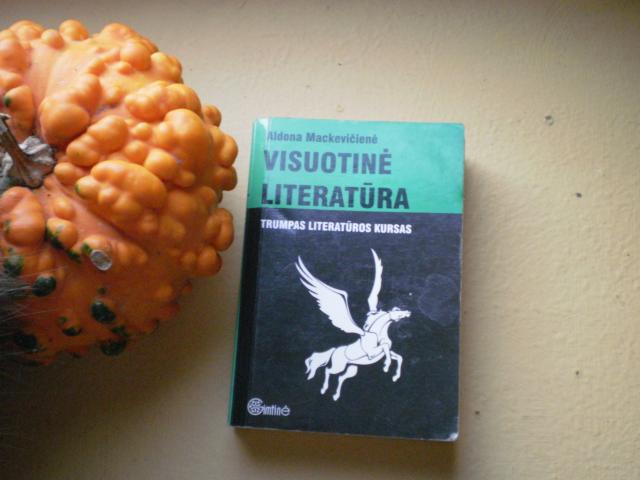 Aldona Mackevičienė
VISUOTINĖ
LITERATŪRA
TRUMPAS LITERATŪROS KURSAS
Gimtinė